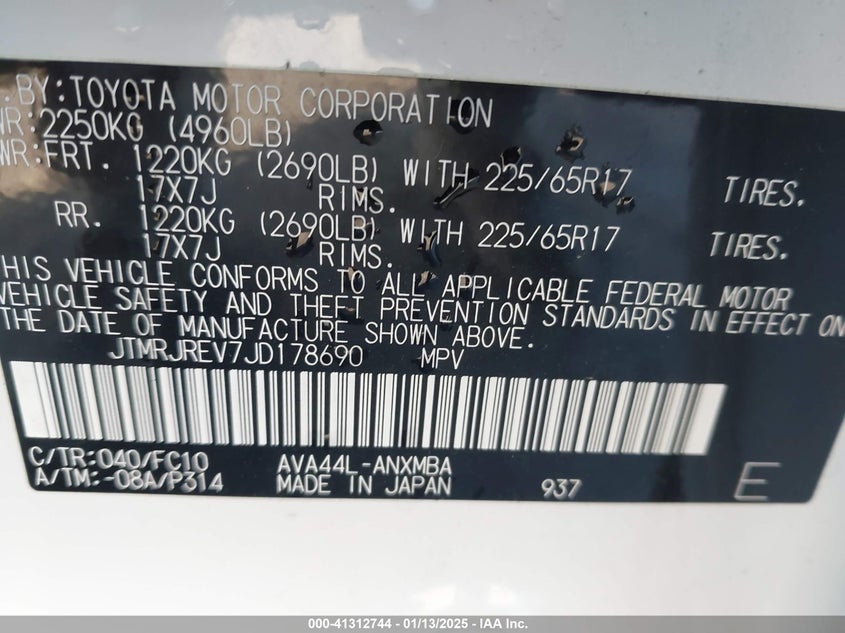 .BY:TOYOTA MOTOR CORPORATION
WR:2250KG (4960LB)
WR:FRT. 1220KG (2690LB) WITH 225/65R17 TIRES.
17X7J RIMS.
RR. 1220KG (2690LB) WITH 225/65R17 TIRES.
17X7J RIMS.
THIS VEHICLE CONFORMS TO ALL APPLICABLE FEDERAL MOTOR
VEHICLE SAFETY AND THEFT PREVENTION STANDARDS IN EFFECT ON
THE DATE OF MANUFACTURE SHOWN ABOVE.
JTMRJREV7JD178690 MPV
C/TR:040/FC10 AVA44L-ANXMBA
A/TM:-08A/P314 MADE IN JAPAN 937 E
000-41312744 - 01/13/2025 - IAA Inc.